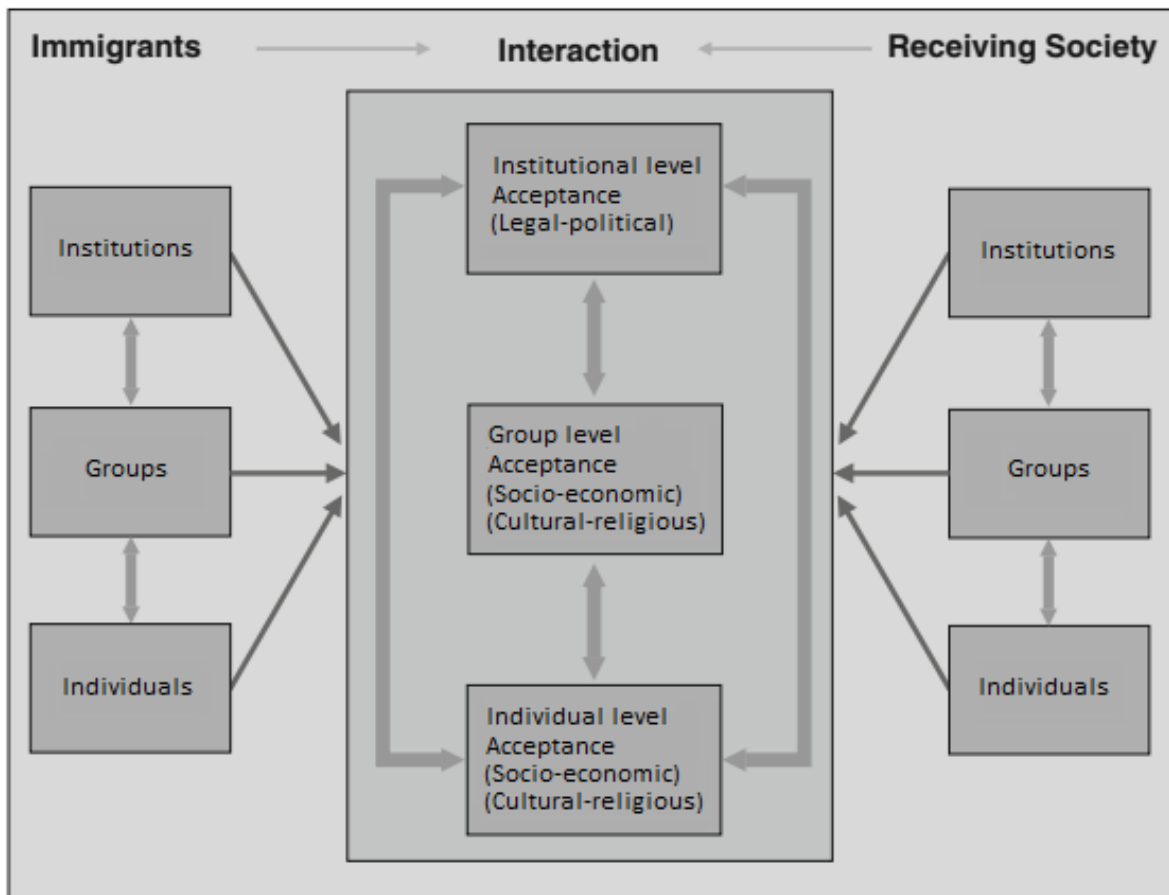 Immigrants
Interaction
Receiving Society
Institutional level
Acceptance
(Legal-political)
Institutions
Institutions
Group level
Acceptance
(Socio-economic)
(Cultural-religious)
Groups
Groups
Individual level
Acceptance
(Socio-economic)
(Cultural-religious)
Individuals
Individuals